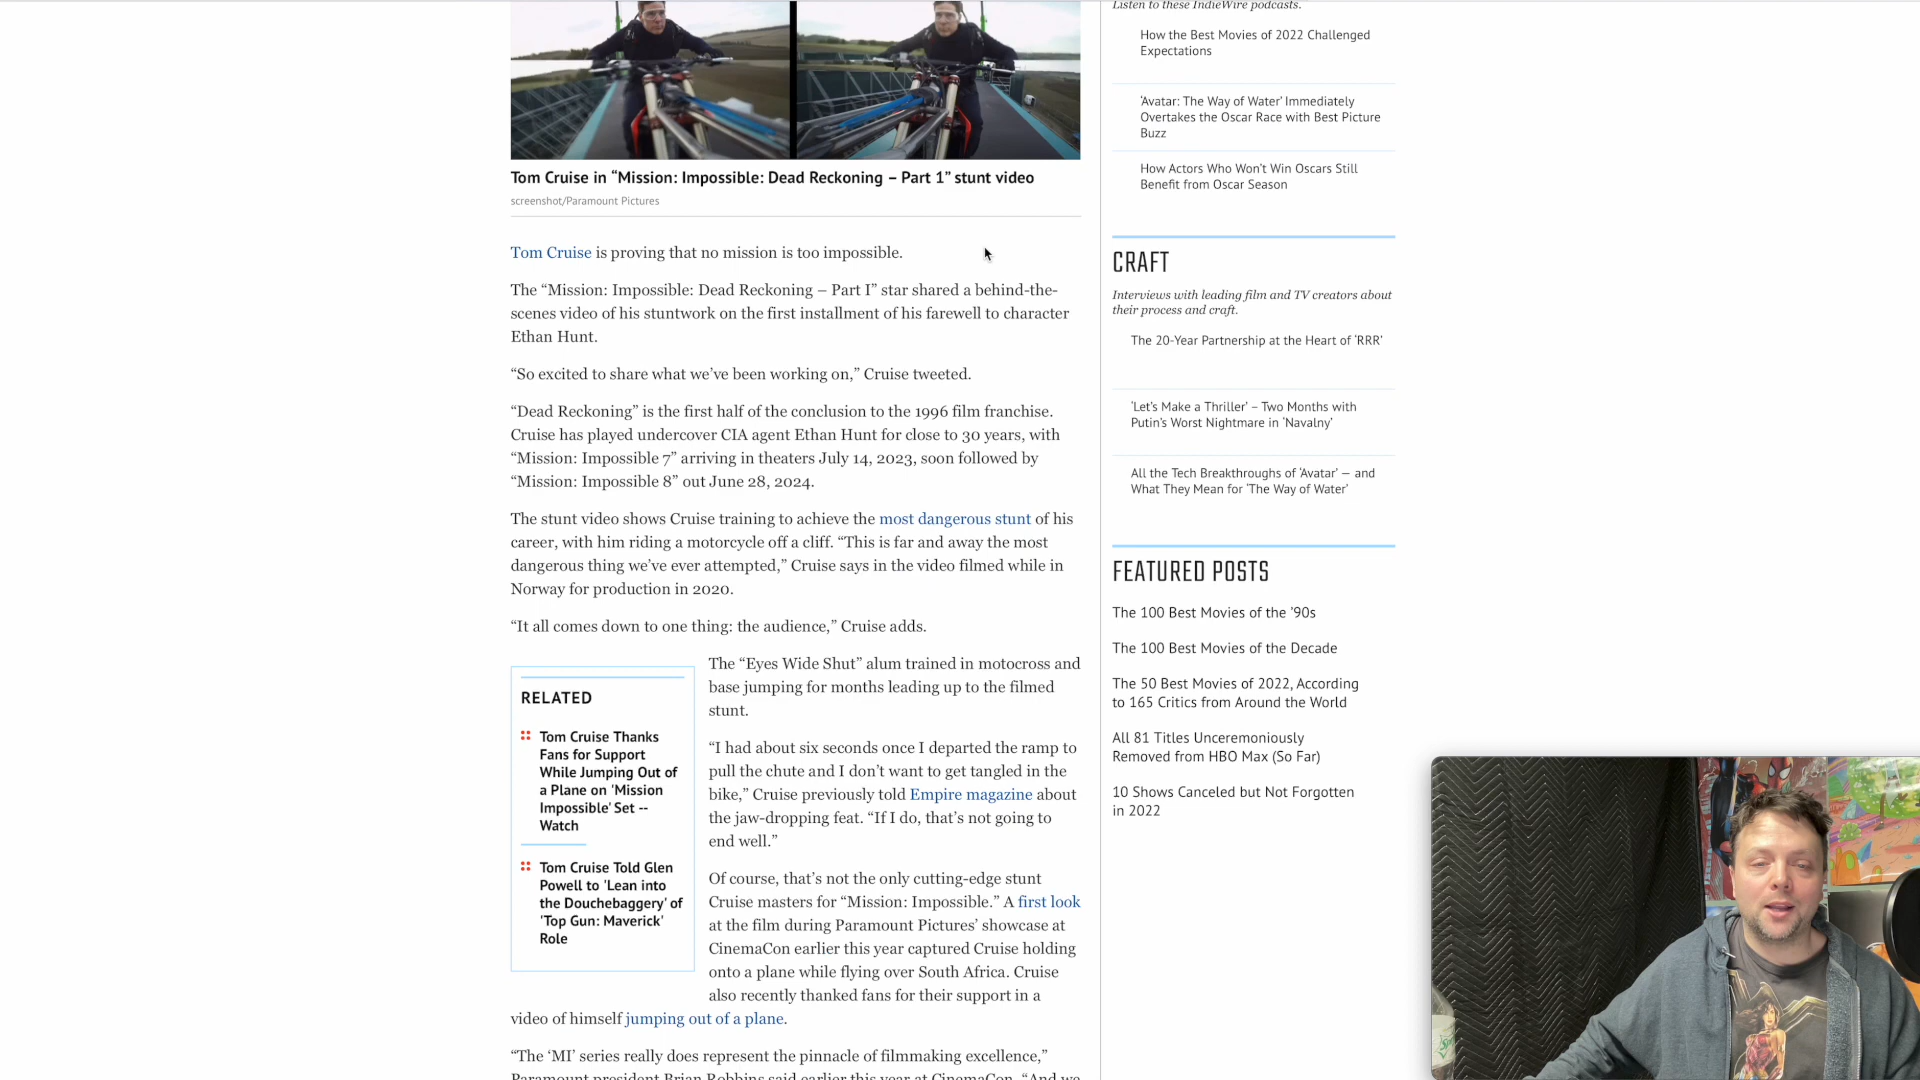 Tom Cruise in “Mission: Impossible: Dead Reckoning – Part 1” stunt video
screenshot/Paramount Pictures
Tom Cruise is proving that no mission is too impossible.
The “Mission: Impossible: Dead Reckoning – Part I” star shared a behind-the-
scenes video of his stuntwork on the first installment of his farewell to character
Ethan Hunt.
“So excited to share what we’ve been working on,” Cruise tweeted.
“Dead Reckoning” is the first half of the conclusion to the 1996 film franchise.
Cruise has played undercover CIA agent Ethan Hunt for close to 30 years, with
“Mission: Impossible 7” arriving in theaters July 14, 2023, soon followed by
“Mission: Impossible 8” out June 28, 2024.
The stunt video shows Cruise training to achieve the most dangerous stunt of his
career, with him riding a motorcycle off a cliff. “This is far and away the most
dangerous thing we’ve ever attempted,” Cruise says in the video filmed while in
Norway for production in 2020.
“It all comes down to one thing: the audience,” Cruise adds.
RELATED
Tom Cruise Thanks
Fans for Support
While Jumping Out of
a Plane on 'Mission
Impossible' Set --
Watch
Tom Cruise Told Glen
Powell to 'Lean into
the Douchebaggery' of
'Top Gun: Maverick'
Role
The “Eyes Wide Shut” alum trained in motocross and
base jumping for months leading up to the filmed
stunt.
“I had about six seconds once I departed the ramp to
pull the chute and I don’t want to get tangled in the
bike,” Cruise previously told Empire magazine about
the jaw-dropping feat. “If I do, that’s not going to
end well.”
Of course, that’s not the only cutting-edge stunt
Cruise masters for “Mission: Impossible.” A first look
at the film during Paramount Pictures’ showcase at
CinemaCon earlier this year captured Cruise holding
onto a plane while flying over South Africa. Cruise
also recently thanked fans for their support in a
video of himself jumping out of a plane.
“The ‘MI’ series really does represent the pinnacle of filmmaking excellence,”
Paramount president Brian Robbins said earlier this year at CinemaCon. “And we
Listen to these IndieWire podcasts.
How the Best Movies of 2022 Challenged
Expectations
‘Avatar: The Way of Water’ Immediately
Overtakes the Oscar Race with Best Picture
Buzz
How Actors Who Won’t Win Oscars Still
Benefit from Oscar Season
CRAFT
Interviews with leading film and TV creators about
their process and craft.
The 20-Year Partnership at the Heart of ‘RRR’
‘Let’s Make a Thriller’ – Two Months with
Putin’s Worst Nightmare in ‘Navalny’
All the Tech Breakthroughs of ‘Avatar’ — and
What They Mean for ‘The Way of Water’
FEATURED POSTS
The 100 Best Movies of the ’90s
The 100 Best Movies of the Decade
The 50 Best Movies of 2022, According
to 165 Critics from Around the World
All 81 Titles Unceremoniously
Removed from HBO Max (So Far)
10 Shows Canceled but Not Forgotten
in 2022